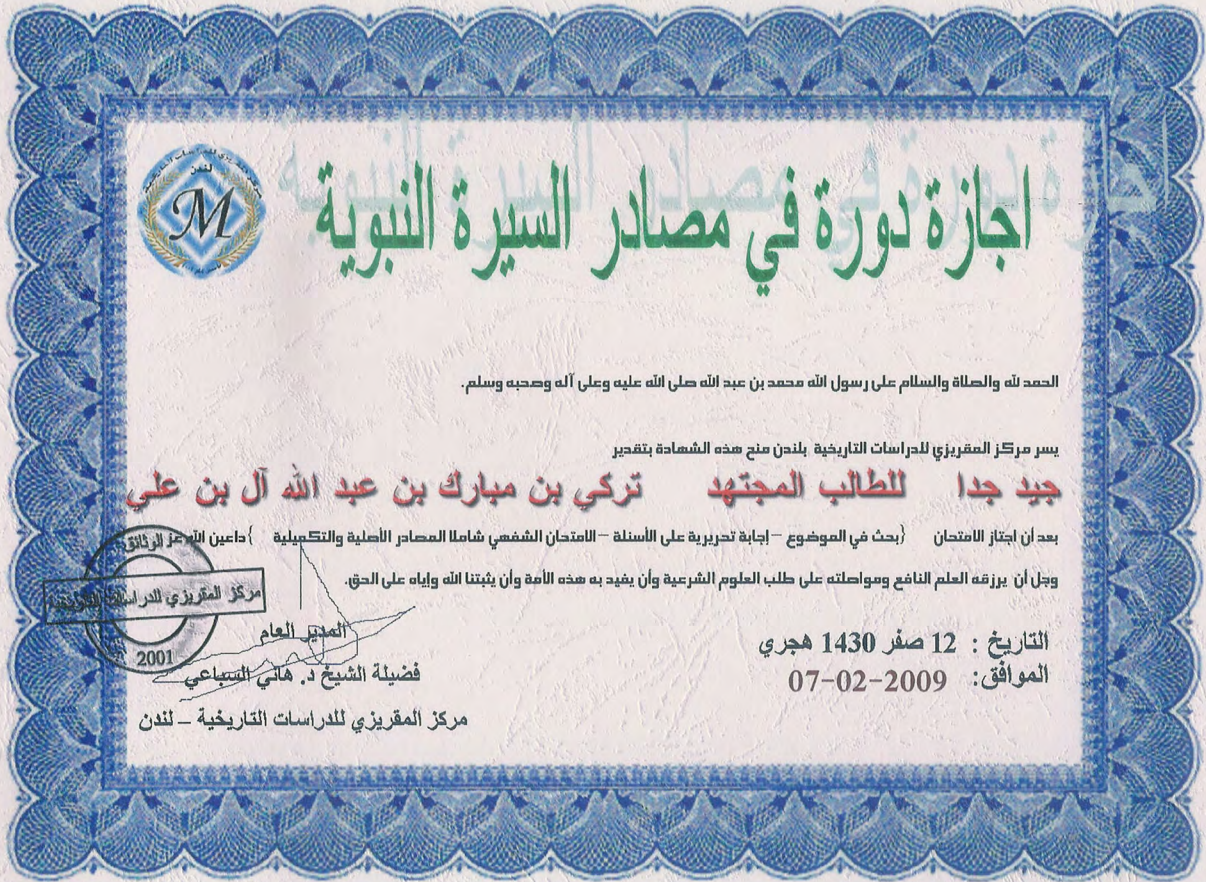 اجازة دورة في مصادر السيرة النبوية
لندن
M
الحمد لله والصلاة والسلام على رسول الله محمد بن عبد الله صلى الله عليه وعلى آله وصحبه وسلم.
يسر مركز المقريزي للدراسات التاريخية بلندن منح هذه الشهادة بتقدير
جيد جدا للطالب المجتهد تركي بن مبارك بن عبد الله آل بن علي
بعد أن اجتاز الامتحان {بحث في الموضوع – إجابة تحريرية على الأسئلة – الامتحان الشفهي شاملا المصادر الأصلية والتكميلية } داعين الله عز
وجل أن يرزقه العلم النافع ومواصلته على طلب العلوم الشرعية وأن يفيد به هذه الأمة وأن يثبتنا الله وإياه على الحق.
الوثائق
مركز المقريزي للدراسات التاريخية
2001
التاريخ : 12 صفر 1430 هجري
الموافق: 07-02-2009
المدير العام
فضيلة الشيخ د. هاني السباعي
مركز المقريزي للدراسات التاريخية – لندن